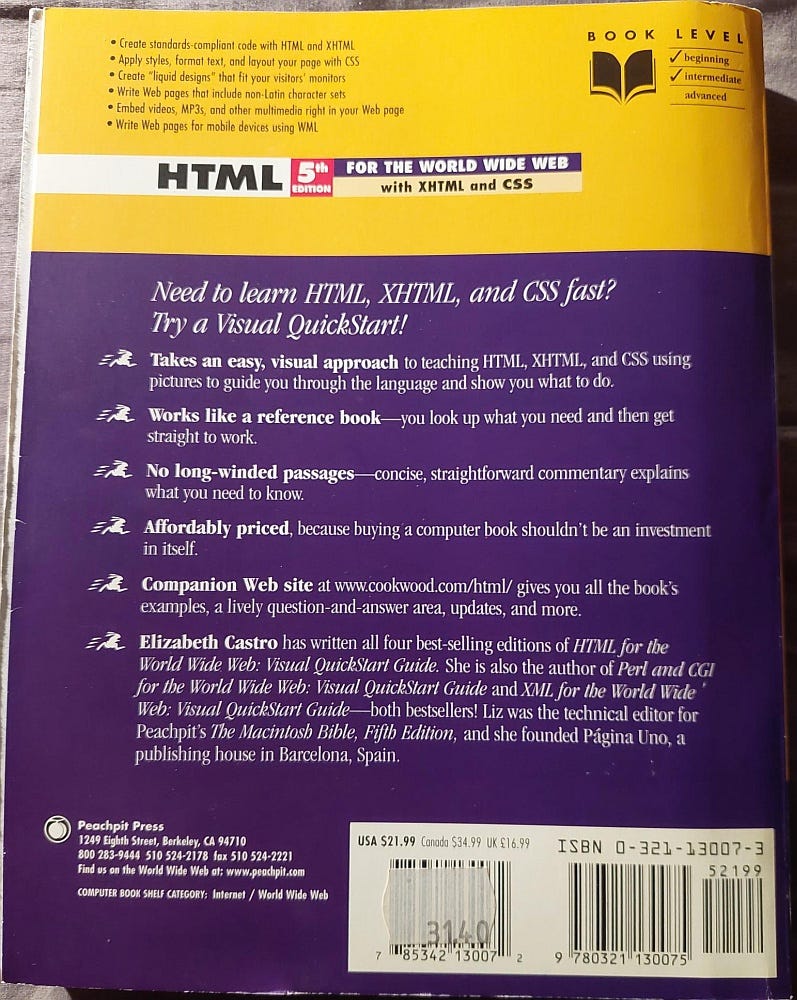 • Create standards-compliant code with HTML and XHTML
• Apply styles, format text, and layout your page with CSS
• Create "liquid designs" that fit your visitors' monitors
• Write Web pages that include non-Latin character sets
• Embed videos, MP3s, and other multimedia right in your Web page
• Write Web pages for mobile devices using WML
BOOK LEVEL
✓ beginning
✓ intermediate
advanced
HTML 5th EDITION FOR THE WORLD WIDE WEB
with XHTML and CSS
Need to learn HTML, XHTML, and CSS fast?
Try a Visual QuickStart!
Takes an easy, visual approach to teaching HTML, XHTML, and CSS using
pictures to guide you through the language and show you what to do.
Works like a reference book—you look up what you need and then get
straight to work.
No long-winded passages—concise, straightforward commentary explains
what you need to know.
Affordably priced, because buying a computer book shouldn't be an investment
in itself.
Companion Web site at www.cookwood.com/html/ gives you all the book's
examples, a lively question-and-answer area, updates, and more.
Elizabeth Castro has written all four best-selling editions of HTML for the
World Wide Web: Visual QuickStart Guide. She is also the author of Perl and CGI
for the World Wide Web: Visual QuickStart Guide and XML for the World Wide
Web: Visual QuickStart Guide—both bestsellers! Liz was the technical editor for
Peachpit's The Macintosh Bible, Fifth Edition, and she founded Página Uno, a
publishing house in Barcelona, Spain.
Peachpit Press
1249 Eighth Street, Berkeley, CA 94710
800 283-9444 510 524-2178 fax 510 524-2221
Find us on the World Wide Web at: www.peachpit.com
COMPUTER BOOK SHELF CATEGORY: Internet / World Wide Web
USA $21.99 Canada $34.99 UK £16.99
ISBN 0-321-13007-3
52199
3140
7 85342 13007 2
9 780321 130075